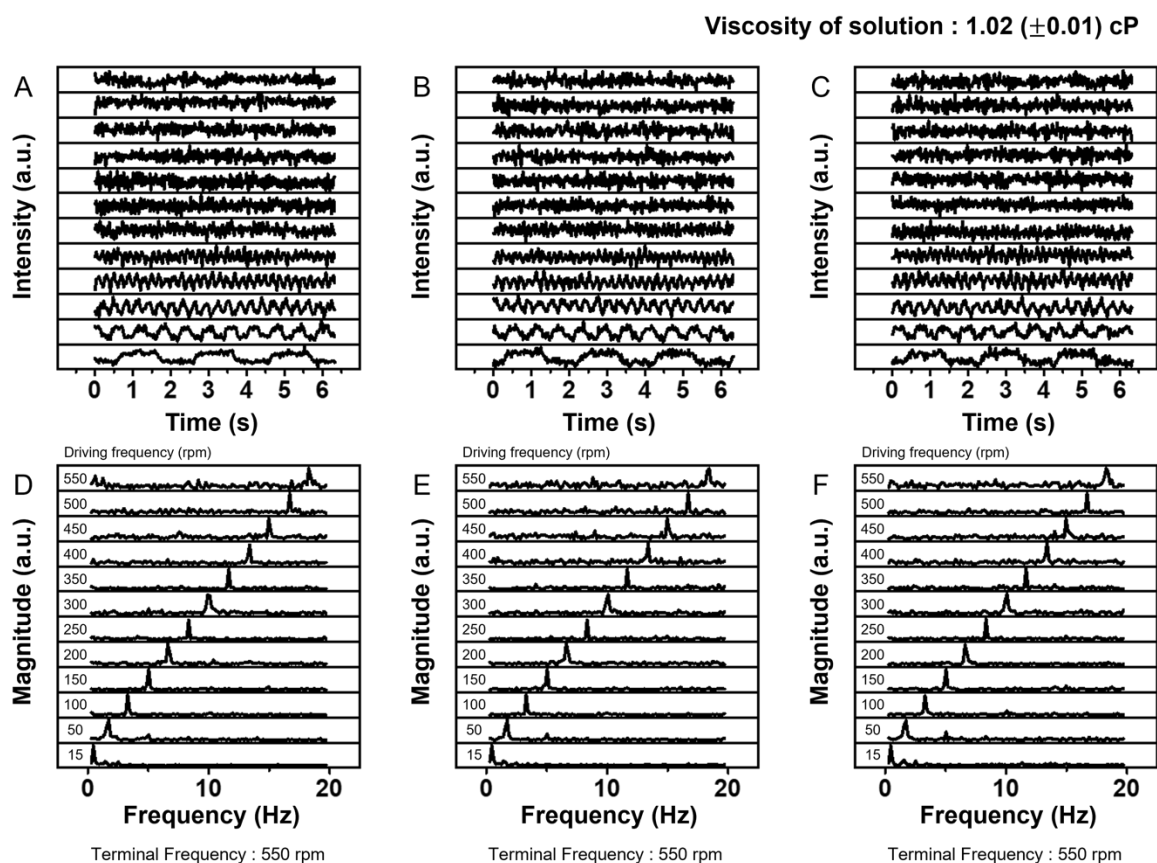 Viscosity of solution : 1.02 (±0.01) cP
A
Intensity (a.u.)
0 1 2 3 4 5 6
Time (s)
B
Intensity (a.u.)
0 1 2 3 4 5 6
Time (s)
C
Intensity (a.u.)
0 1 2 3 4 5 6
Time (s)
Driving frequency (rpm)
D
Magnitude (a.u.)
550
500
450
400
350
300
250
200
150
100
50
15
0 10 20
Frequency (Hz)
Terminal Frequency : 550 rpm
Driving frequency (rpm)
E
Magnitude (a.u.)
550
500
450
400
350
300
250
200
150
100
50
15
0 10 20
Frequency (Hz)
Terminal Frequency : 550 rpm
Driving frequency (rpm)
F
Magnitude (a.u.)
550
500
450
400
350
300
250
200
150
100
50
15
0 10 20
Frequency (Hz)
Terminal Frequency : 550 rpm